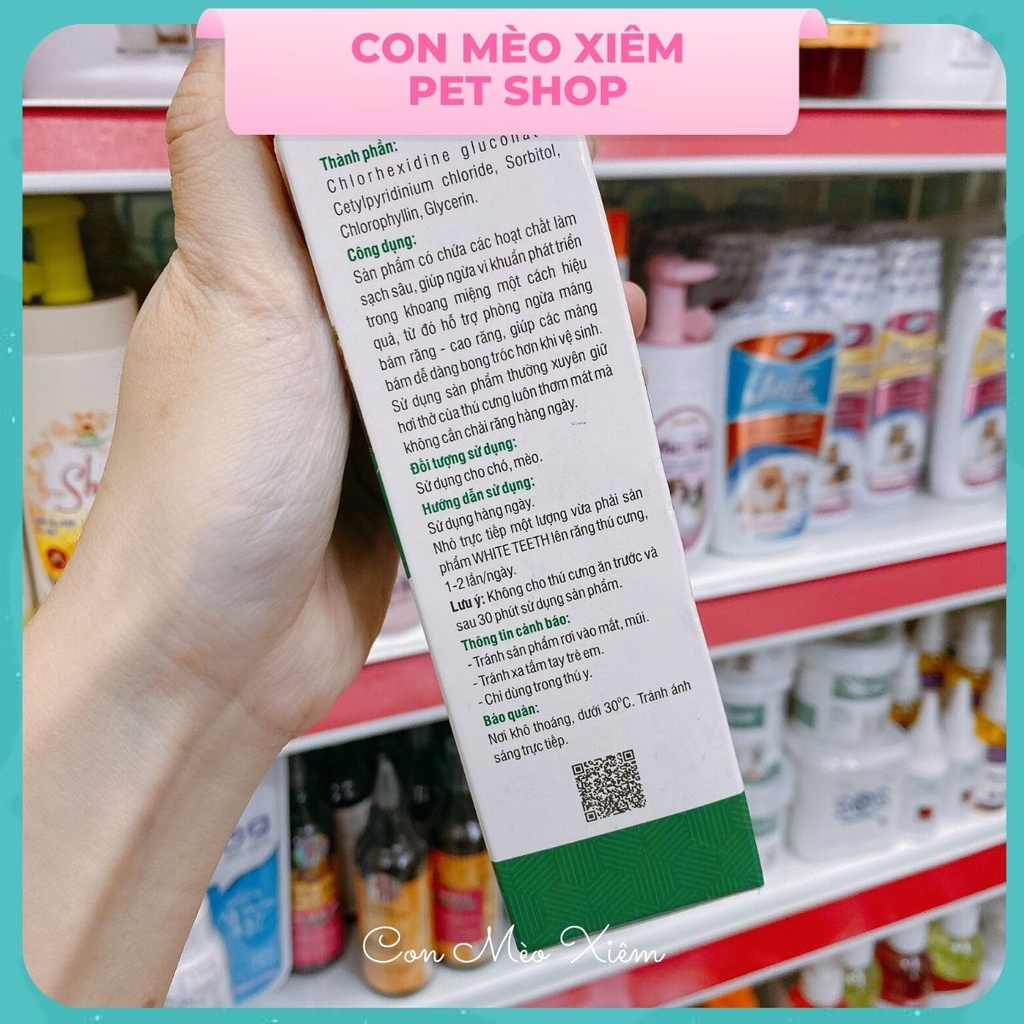 CON MÈO XIÊM
PET SHOP
Thành phần:
Chlorhexidine gluconat
Cetylpyridinium chloride, Sorbitol,
Chlorophyllin, Glycerin.
Công dụng:
Sản phẩm có chứa các hoạt chất làm
sạch sâu, giúp ngừa vi khuẩn phát triển
trong khoang miệng một cách hiệu
quả, từ đó hỗ trợ phòng ngừa mảng
bám răng - cao răng, giúp các mảng
bám dễ dàng bong tróc hơn khi vệ sinh.
Sử dụng sản phẩm thường xuyên giữ
hơi thở của thú cưng luôn thơm mát mà
không cần chải răng hàng ngày.
Đối tượng sử dụng:
Sử dụng cho chó, mèo.
Hướng dẫn sử dụng:
Sử dụng hàng ngày.
Nhỏ trực tiếp một lượng vừa phải sản
phẩm WHITE TEETH lên răng thú cưng,
1-2 lần/ngày.
Lưu ý: Không cho thú cưng ăn trước và
sau 30 phút sử dụng sản phẩm.
Thông tin cảnh báo:
- Tránh sản phẩm rơi vào mắt, mũi.
- Tránh xa tầm tay trẻ em.
- Chỉ dùng trong thú y.
Bảo quản:
Nơi khô thoáng, dưới 30°C. Tránh ánh
sáng trực tiếp.
Con Mèo Xiêm